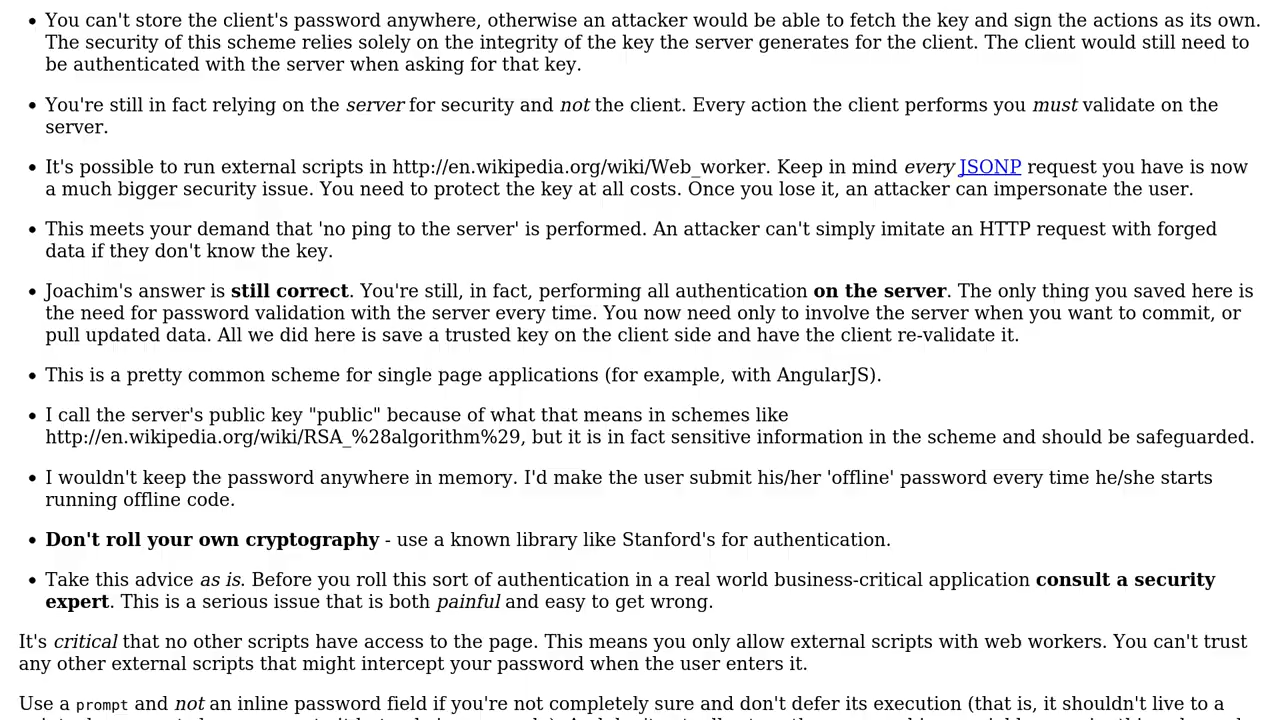 • You can't store the client's password anywhere, otherwise an attacker would be able to fetch the key and sign the actions as its own.
The security of this scheme relies solely on the integrity of the key the server generates for the client. The client would still need to
be authenticated with the server when asking for that key.
• You're still in fact relying on the server for security and not the client. Every action the client performs you must validate on the
server.
• It's possible to run external scripts in http://en.wikipedia.org/wiki/Web_worker. Keep in mind every JSONP request you have is now
a much bigger security issue. You need to protect the key at all costs. Once you lose it, an attacker can impersonate the user.
• This meets your demand that 'no ping to the server' is performed. An attacker can't simply imitate an HTTP request with forged
data if they don't know the key.
• Joachim's answer is still correct. You're still, in fact, performing all authentication on the server. The only thing you saved here is
the need for password validation with the server every time. You now need only to involve the server when you want to commit, or
pull updated data. All we did here is save a trusted key on the client side and have the client re-validate it.
• This is a pretty common scheme for single page applications (for example, with AngularJS).
• I call the server's public key "public" because of what that means in schemes like
http://en.wikipedia.org/wiki/RSA_%28algorithm%29, but it is in fact sensitive information in the scheme and should be safeguarded.
• I wouldn't keep the password anywhere in memory. I'd make the user submit his/her 'offline' password every time he/she starts
running offline code.
• Don't roll your own cryptography - use a known library like Stanford's for authentication.
• Take this advice as is. Before you roll this sort of authentication in a real world business-critical application consult a security
expert. This is a serious issue that is both painful and easy to get wrong.
It's critical that no other scripts have access to the page. This means you only allow external scripts with web workers. You can't trust
any other external scripts that might intercept your password when the user enters it.
Use a prompt and not an inline password field if you're not completely sure and don't defer its execution (that is, it shouldn't live to a